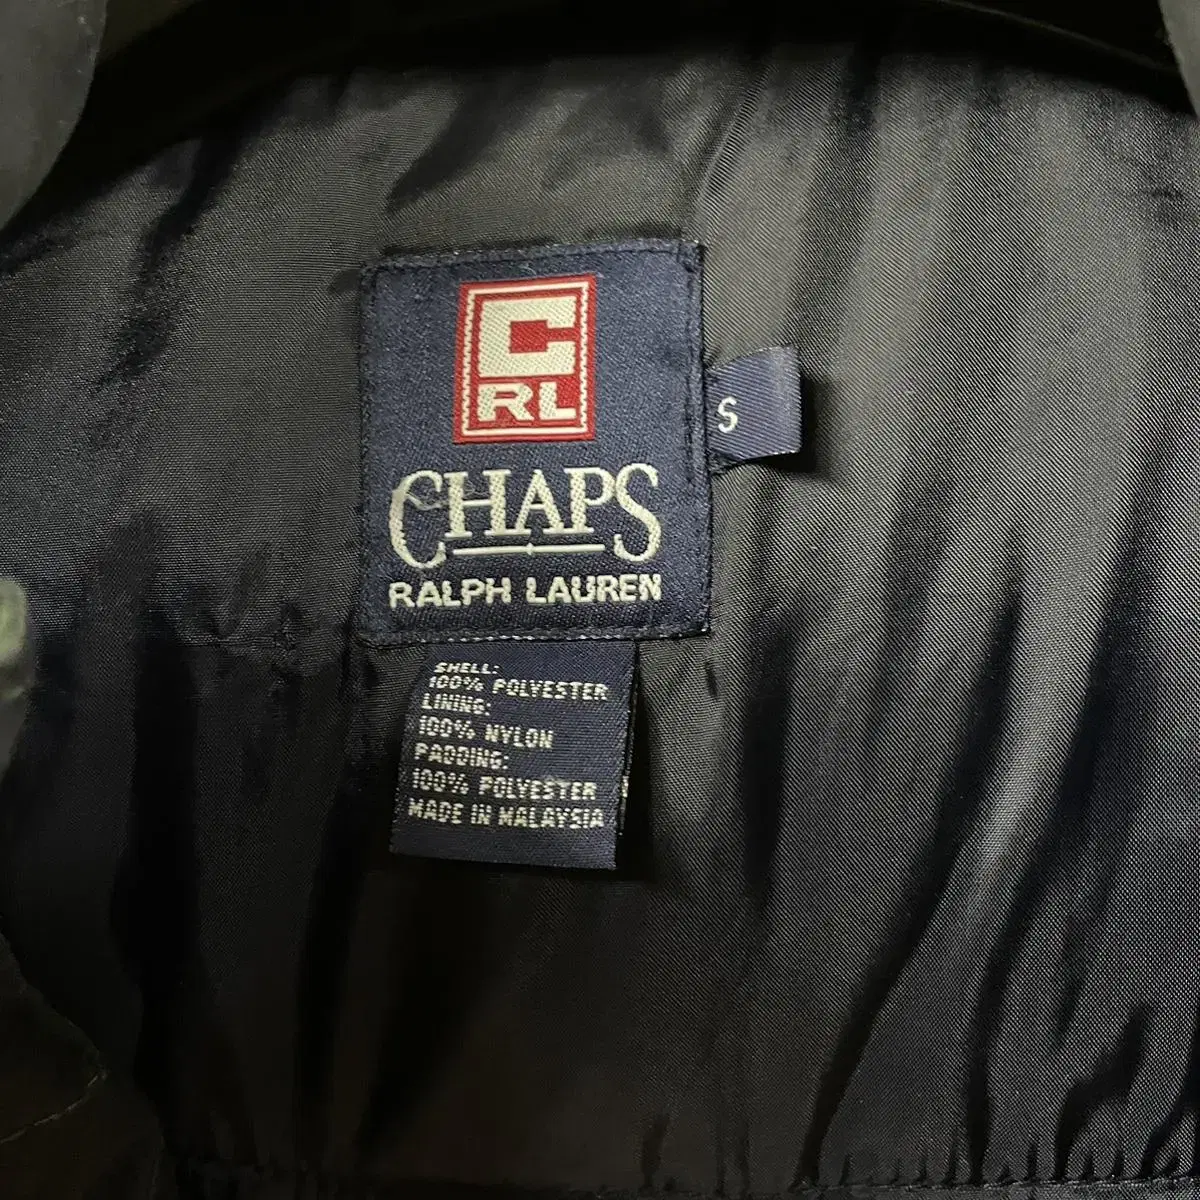 C
RL
CHAPS
RALPH LAUREN
S
SHELL:
100% POLYESTER
LINING:
100% NYLON
PADDING:
100% POLYESTER
MADE IN MALAYSIA